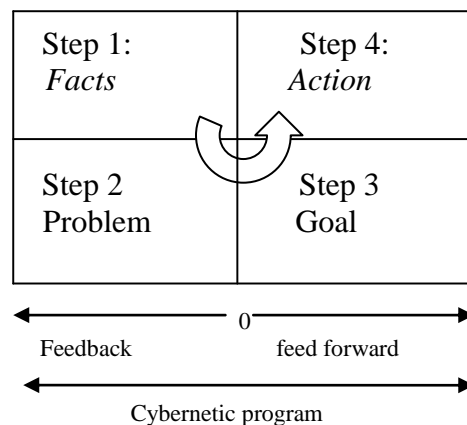 Step 1:
Facts
Step 4:
Action
Step 2
Problem
Step 3
Goal
0
Feedback
feed forward
Cybernetic program